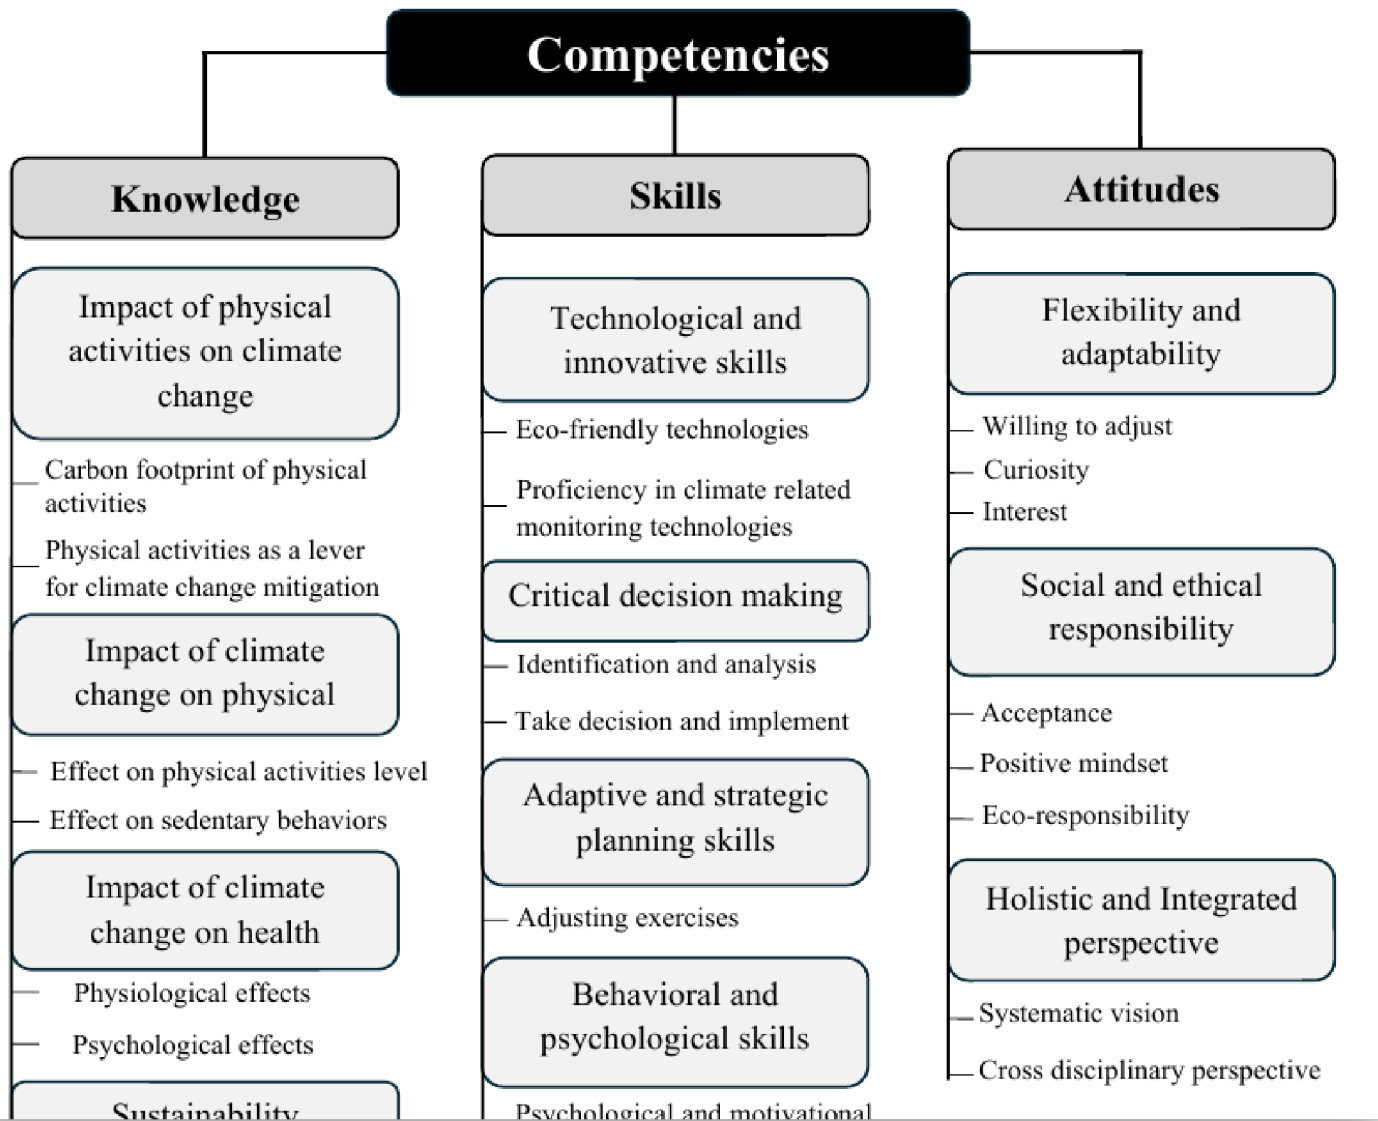 Competencies
Knowledge
Impact of physical
activities on climate
change
Carbon footprint of physical
activities
Physical activities as a lever
for climate change mitigation
Impact of climate
change on physical
Effect on physical activities level
Effect on sedentary behaviors
Impact of climate
change on health
Physiological effects
Psychological effects
Sustainability
Skills
Technological and
innovative skills
Eco-friendly technologies
Proficiency in climate related
monitoring technologies
Critical decision making
Identification and analysis
Take decision and implement
Adaptive and strategic
planning skills
Adjusting exercises
Behavioral and
psychological skills
Psychological and motivational
Attitudes
Flexibility and
adaptability
Willing to adjust
Curiosity
Interest
Social and ethical
responsibility
Acceptance
Positive mindset
Eco-responsibility
Holistic and Integrated
perspective
Systematic vision
Cross disciplinary perspective